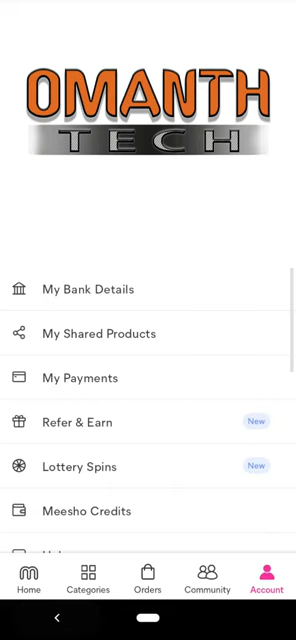 OMANTH
TECH
My Bank Details
My Shared Products
My Payments
Refer & Earn New
Lottery Spins New
Meesho Credits
Home Categories Orders Community Account